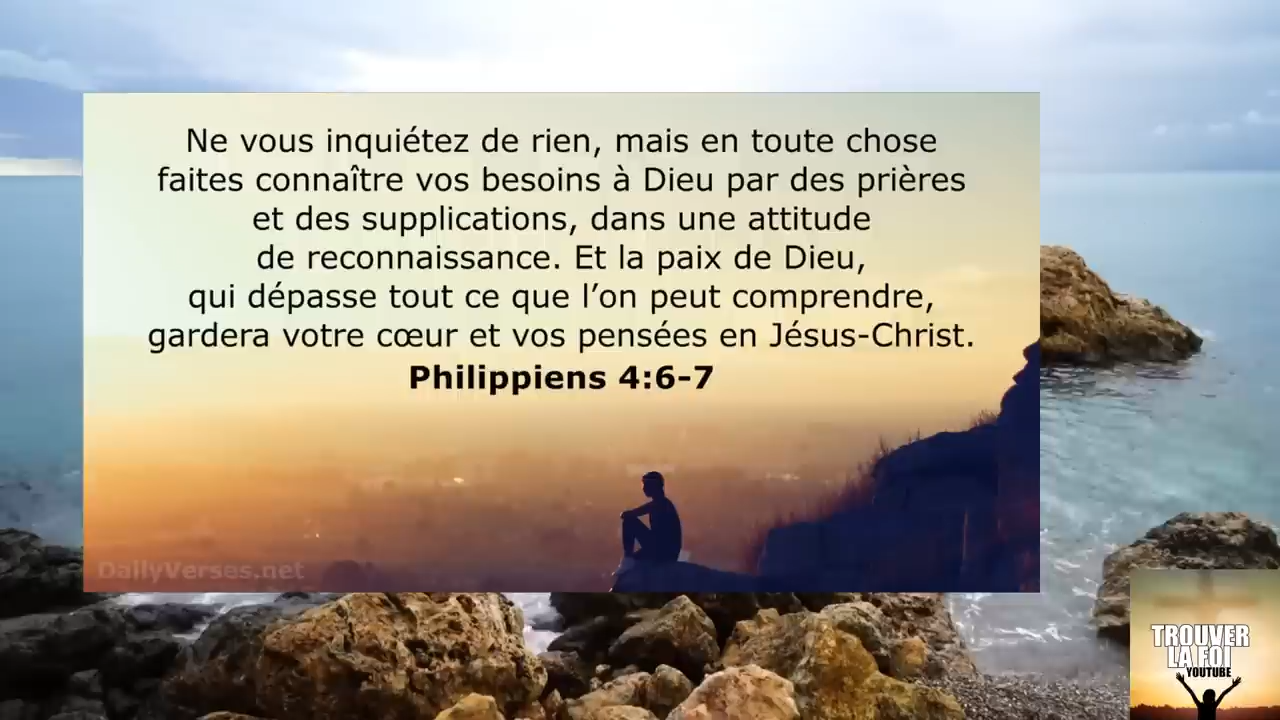 Ne vous inquiétez de rien, mais en toute chose
faites connaître vos besoins à Dieu par des prières
et des supplications, dans une attitude
de reconnaissance. Et la paix de Dieu,
qui dépasse tout ce que l’on peut comprendre,
gardera votre cœur et vos pensées en Jésus-Christ.
Philippiens 4:6-7
DailyVerses.net
TROUVER
LA FOI
YOUTUBE